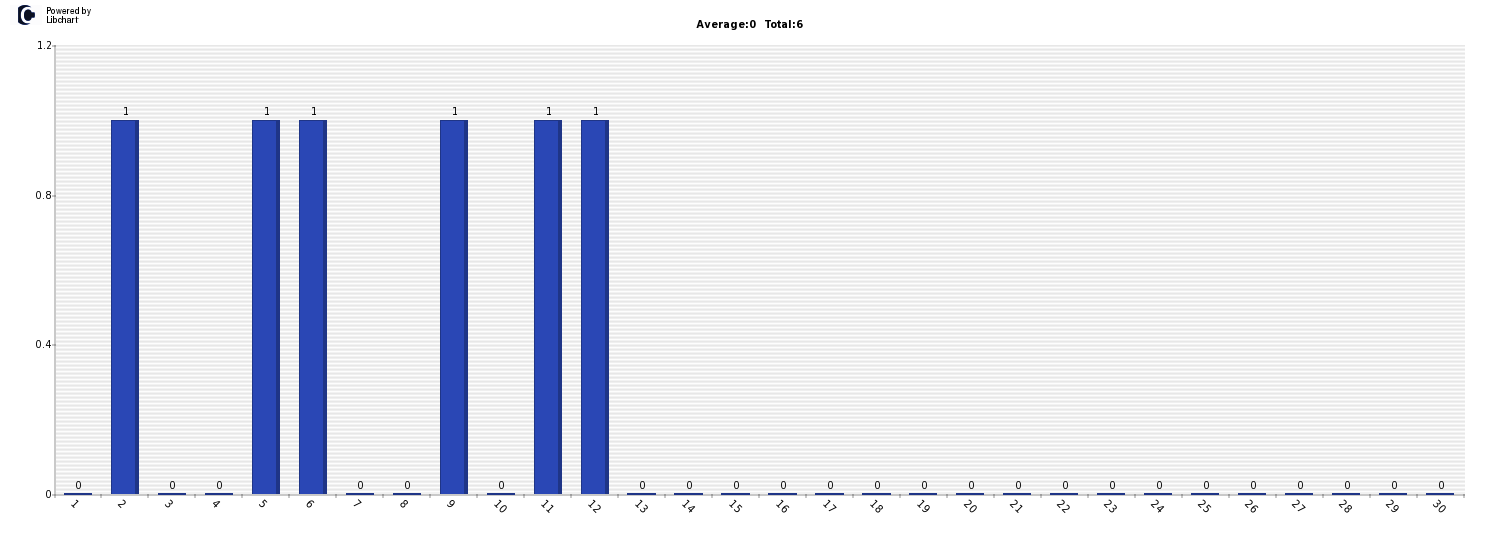 Powered by
Libchart
Average:0 Total:6
1.2
1 1 1 1 1 1
0.8
0.4
0 0 0 0 0 0 0 0 0 0 0 0 0 0 0 0 0 0 0 0 0 0 0 0
0
1 2 3 4 5 6 7 8 9 10 11 12 13 14 15 16 17 18 19 20 21 22 23 24 25 26 27 28 29 30